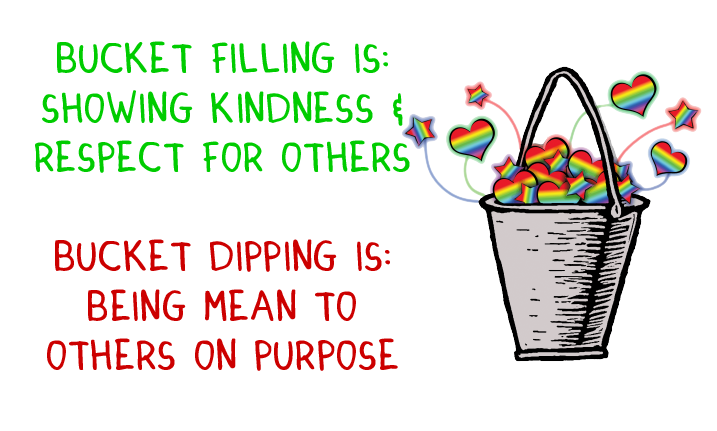 BUCKET FILLING IS:
SHOWING KINDNESS &
RESPECT FOR OTHERS
BUCKET DIPPING IS:
BEING MEAN TO
OTHERS ON PURPOSE